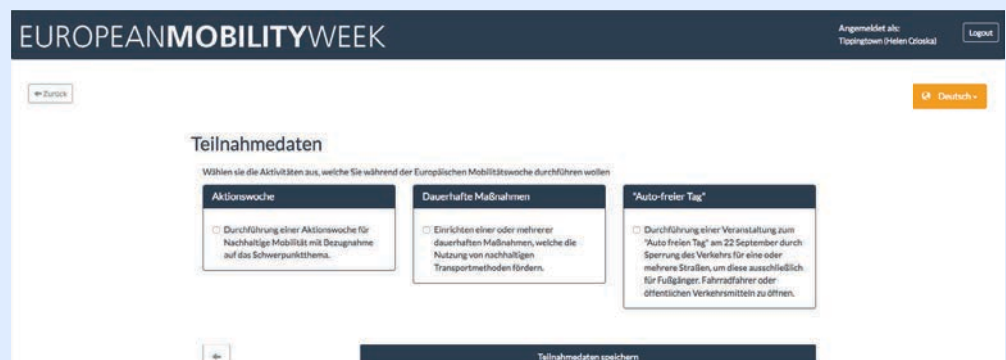 EUROPEANMOBILITYWEEK
Angemeldet als:
Tippingtown (Helen Czioska)
Logout
Zurück
Deutsch
Teilnahmedaten
Wählen sie die Aktivitäten aus, welche Sie während der Europäischen Mobilitätswoche durchführen wollen
Aktionswoche
Durchführung einer Aktionswoche für
Nachhaltige Mobilität mit Bezugnahme
auf das Schwerpunktthema.
Dauerhafte Maßnahmen
Einrichten einer oder mehrerer
dauerhaften Maßnahmen, welche die
Nutzung von nachhaltigen
Transportmethoden fördern.
"Auto-freier Tag"
Durchführung einer Veranstaltung zum
"Auto freien Tag" am 22 September durch
Sperrung des Verkehrs für eine oder
mehrere Straßen, um diese ausschließlich
für Fußgänger, Fahrradfahrer oder
öffentlichen Verkehrsmitteln zu öffnen.
Teilnahmedaten speichern